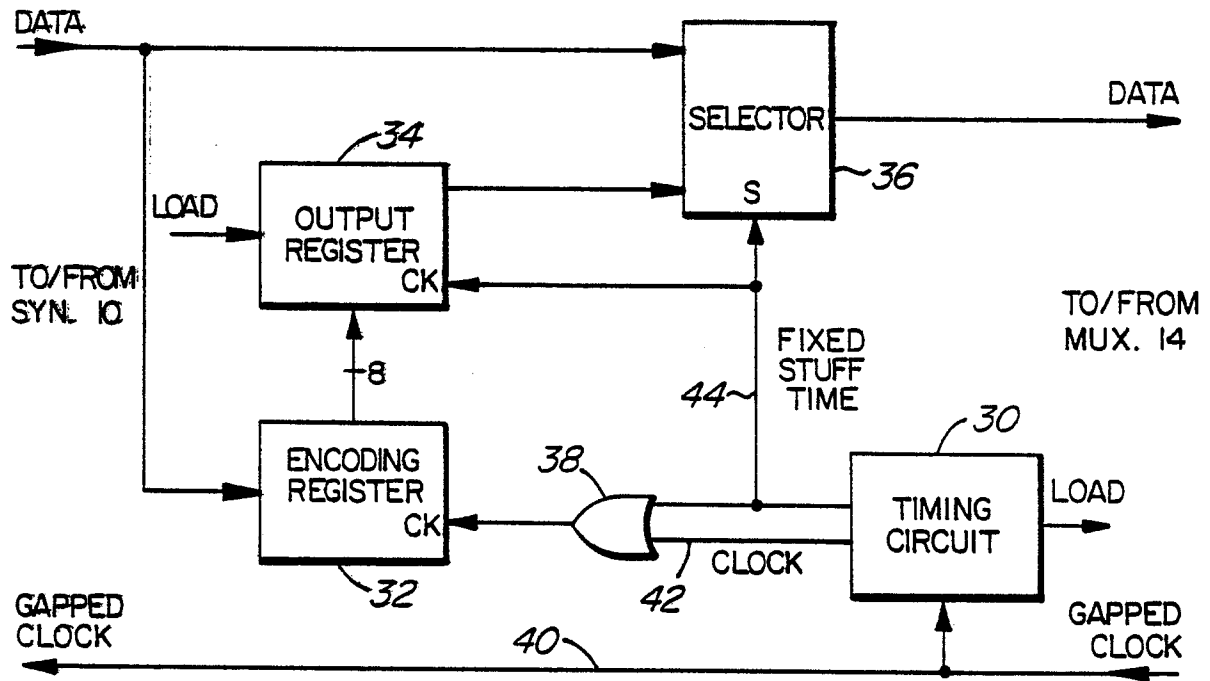 DATA
SELECTOR
DATA
34
36
S
LOAD
OUTPUT
REGISTER
CK
TO/FROM
SYN. 10
TO/FROM
MUX. 14
FIXED
STUFF
TIME
8
44
30
38
ENCODING
REGISTER
CK
LOAD
TIMING
CIRCUIT
CLOCK
42
32
GAPPED
CLOCK
40
GAPPED
CLOCK